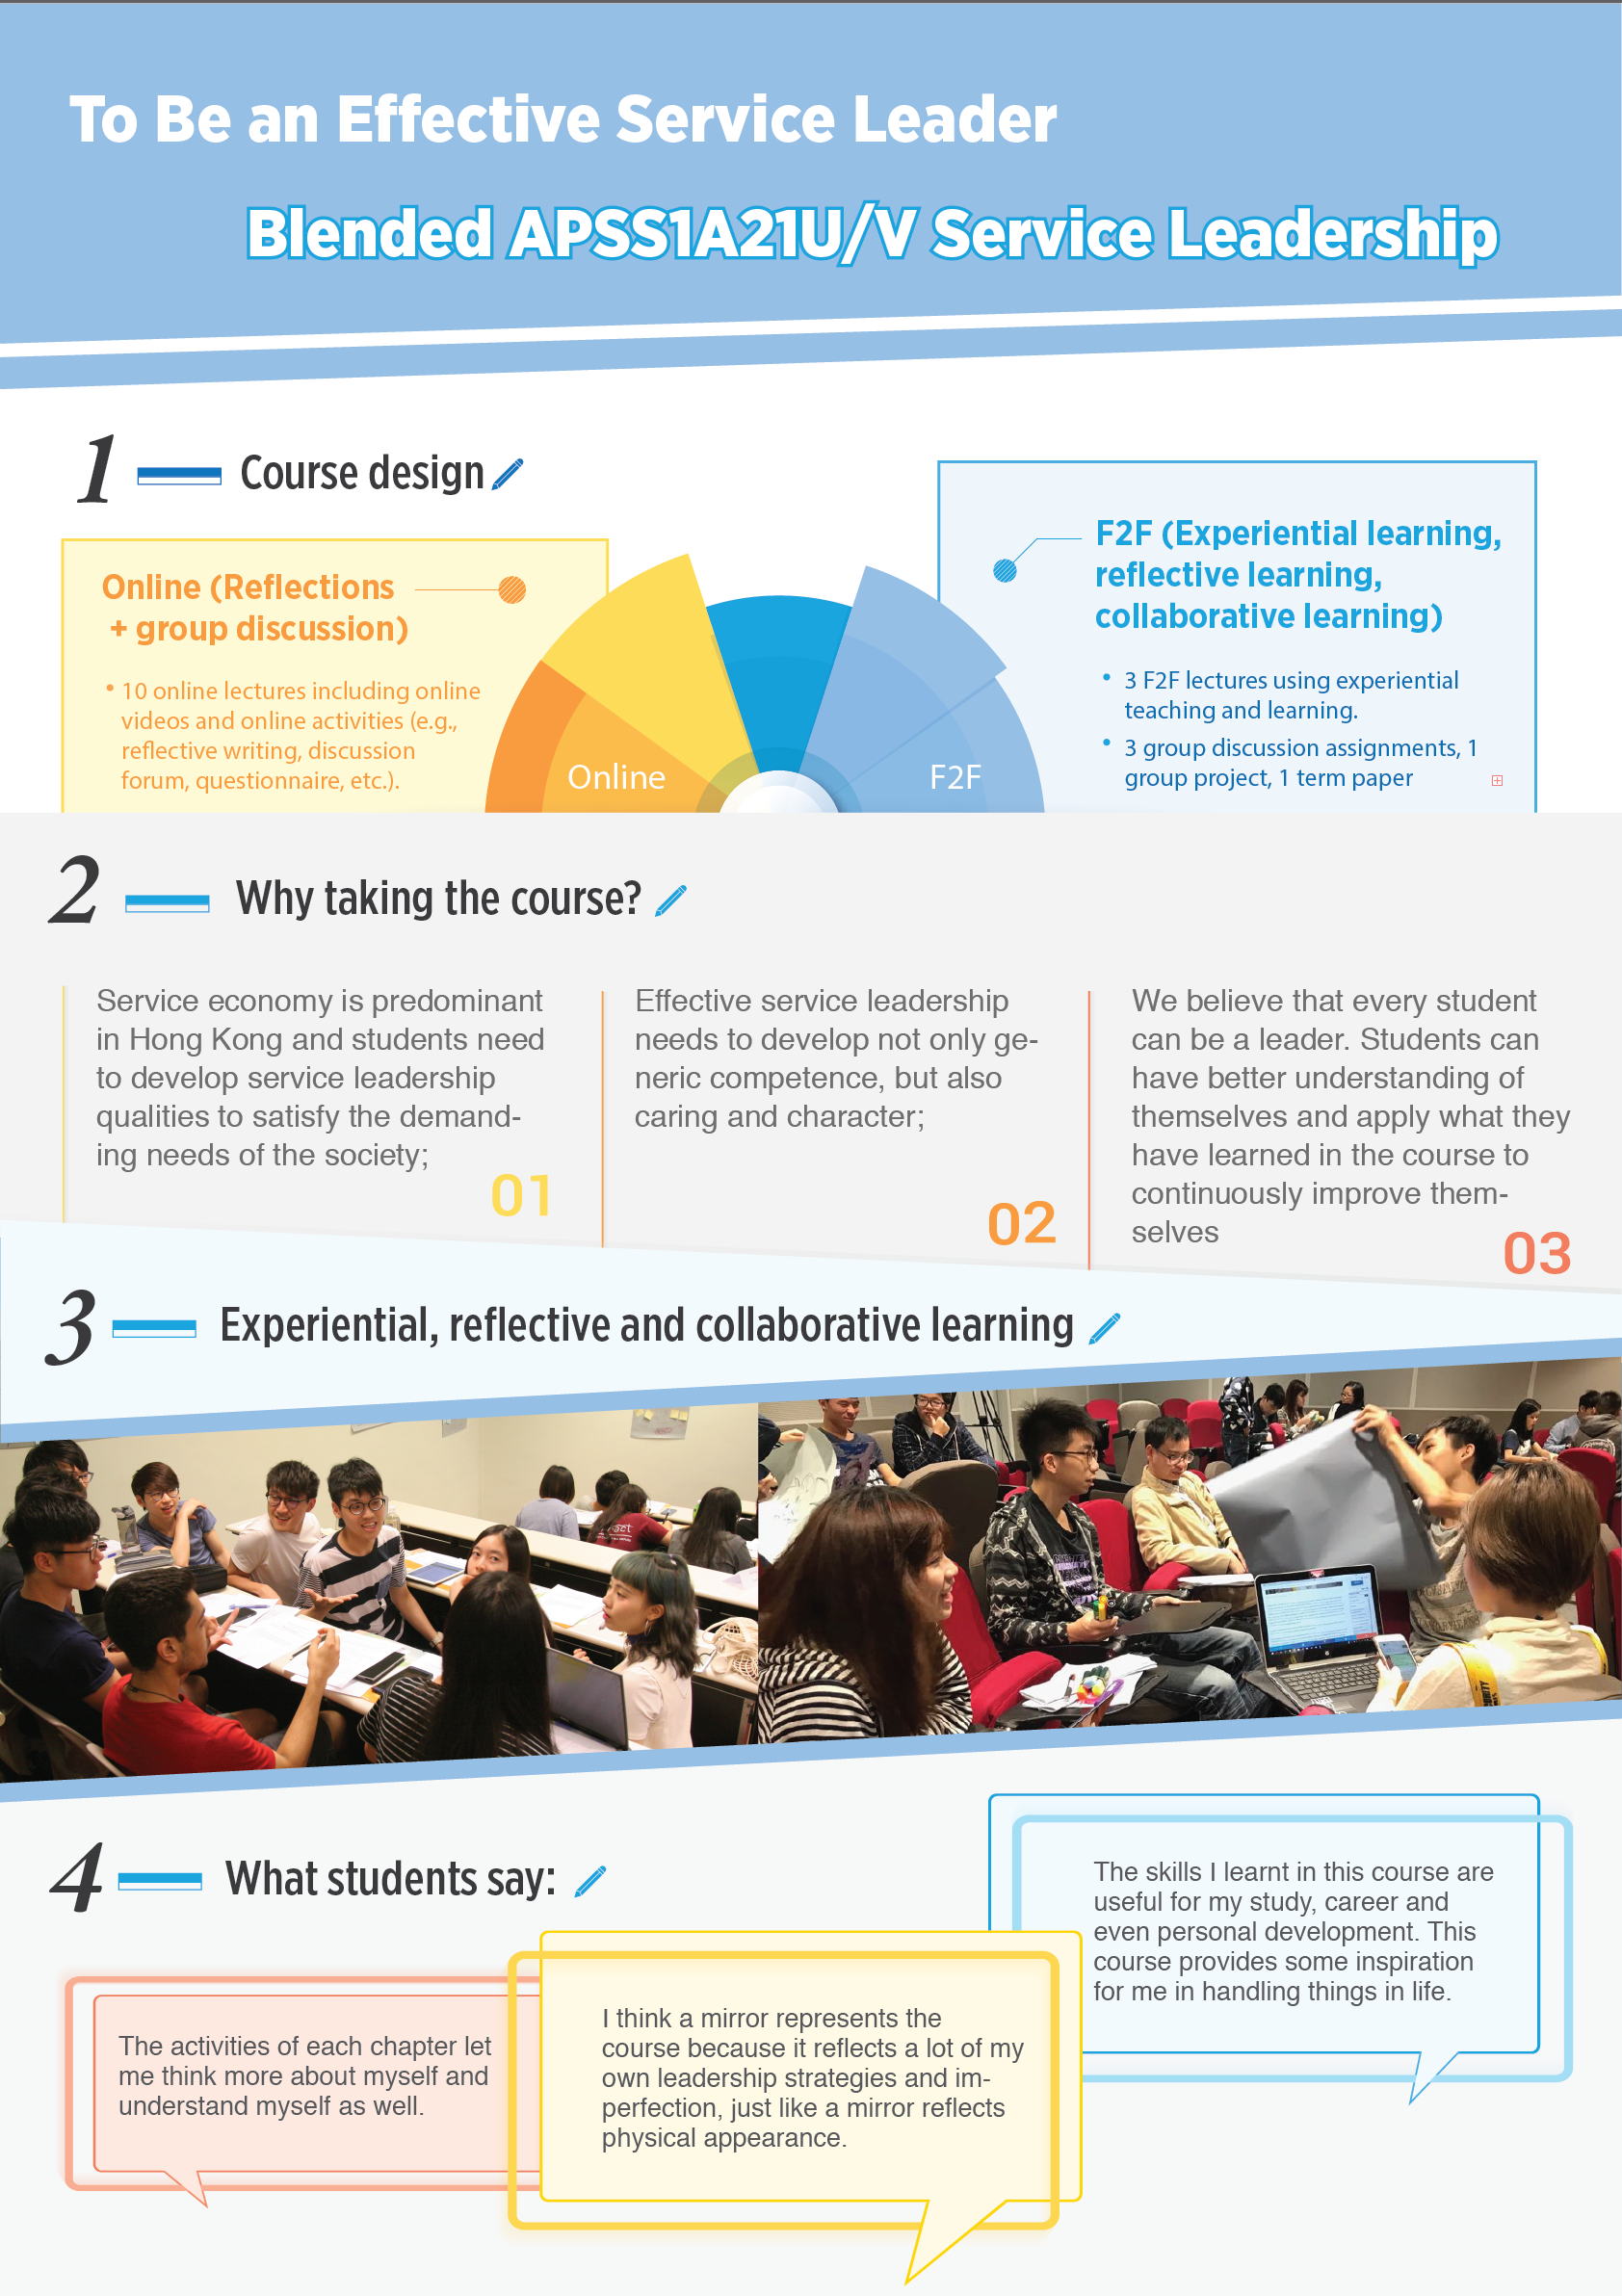 To Be an Effective Service Leader
Blended APSS1A21U/V Service Leadership
1
Course design
Online (Reflections
+ group discussion)
• 10 online lectures including online
videos and online activities (e.g.,
reflective writing, discussion
forum, questionnaire, etc.).
Online
F2F
F2F (Experiential learning,
reflective learning,
collaborative learning)
• 3 F2F lectures using experiential
teaching and learning.
• 3 group discussion assignments, 1
group project, 1 term paper
2
Why taking the course?
Service economy is predominant
in Hong Kong and students need
to develop service leadership
qualities to satisfy the demand-
ing needs of the society;
01
Effective service leadership
needs to develop not only ge-
neric competence, but also
caring and character;
02
We believe that every student
can be a leader. Students can
have better understanding of
themselves and apply what they
have learned in the course to
continuously improve them-
selves
03
3
Experiential, reflective and collaborative learning
4
What students say:
The activities of each chapter let
me think more about myself and
understand myself as well.
I think a mirror represents the
course because it reflects a lot of my
own leadership strategies and im-
perfection, just like a mirror reflects
physical appearance.
The skills I learnt in this course are
useful for my study, career and
even personal development. This
course provides some inspiration
for me in handling things in life.